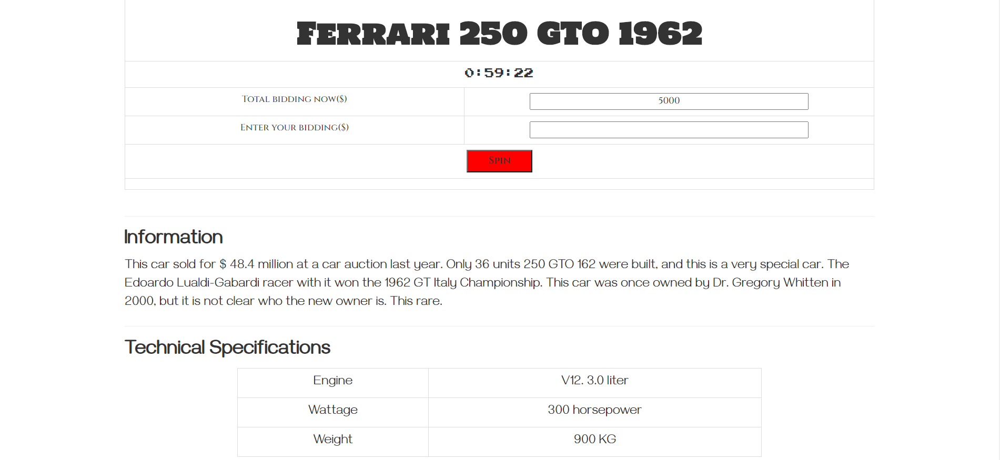 Ferrari 250 GTO 1962
0:59:22
Total bidding now($) 5000
Enter your bidding($)
Spin
Information
This car sold for $ 48.4 million at a car auction last year. Only 36 units 250 GTO 162 were built, and this is a very special car. The
Edoardo Lualdi-Gabardi racer with it won the 1962 GT Italy Championship. This car was once owned by Dr. Gregory Whitten in
2000, but it is not clear who the new owner is. This rare.
Technical Specifications
Engine V12. 3.0 liter
Wattage 300 horsepower
Weight 900 KG